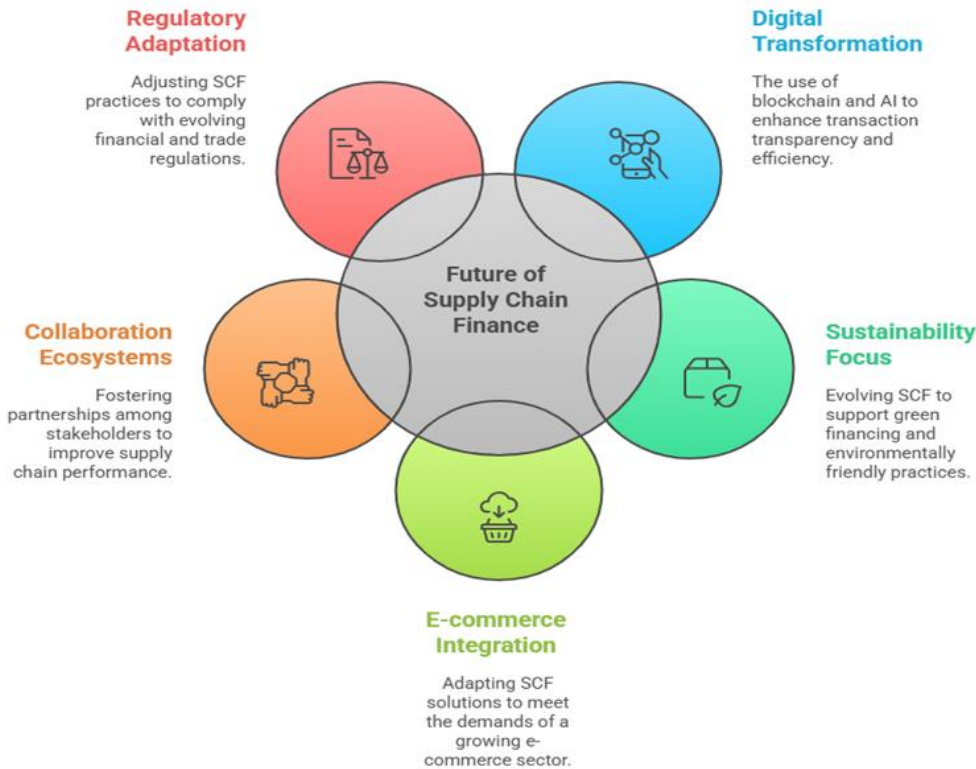 Regulatory
Adaptation
Adjusting SCF
practices to comply
with evolving
financial and trade
regulations.
Digital
Transformation
The use of
blockchain and AI to
enhance transaction
transparency and
efficiency.
Future of
Supply Chain
Finance
Collaboration
Ecosystems
Fostering
partnerships among
stakeholders to
improve supply
chain performance.
Sustainability
Focus
Evolving SCF to
support green
financing and
environmentally
friendly practices.
E-commerce
Integration
Adapting SCF
solutions to meet
the demands of a
growing e-
commerce sector.